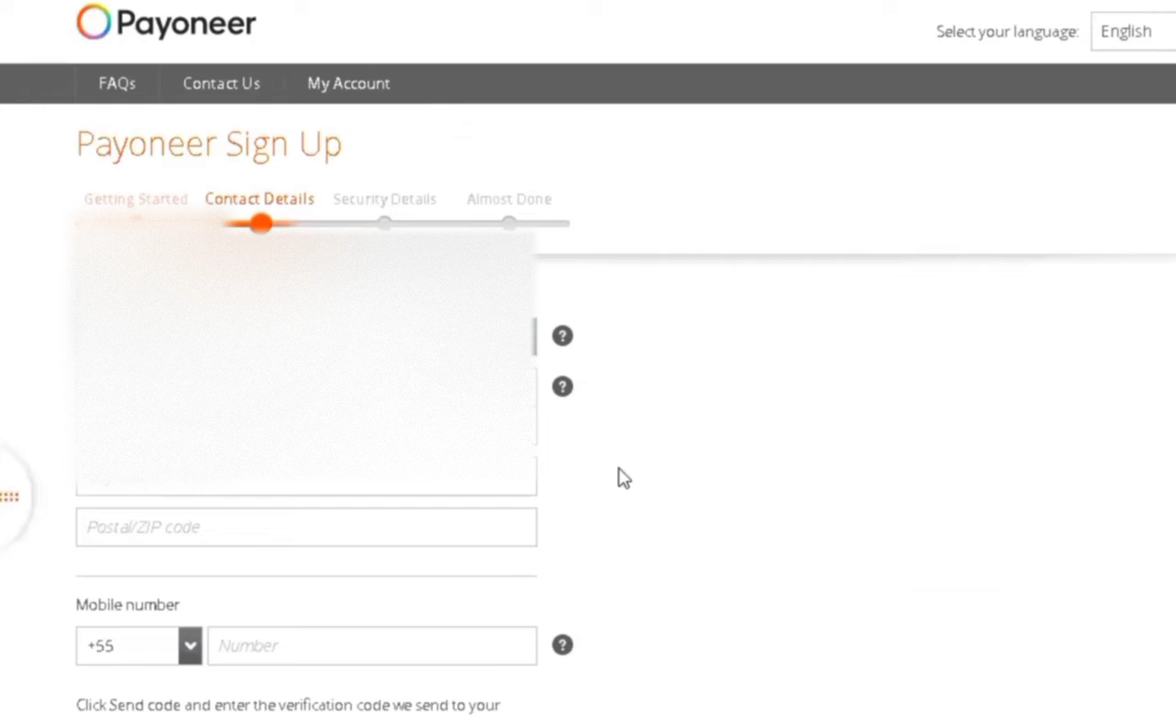 Payoneer
Select your language: English
FAQs Contact Us My Account
Payoneer Sign Up
Getting Started Contact Details Security Details Almost Done
?
?
Postal/ZIP code
Mobile number
+55 Number ?
Click Send code and enter the verification code we send to your